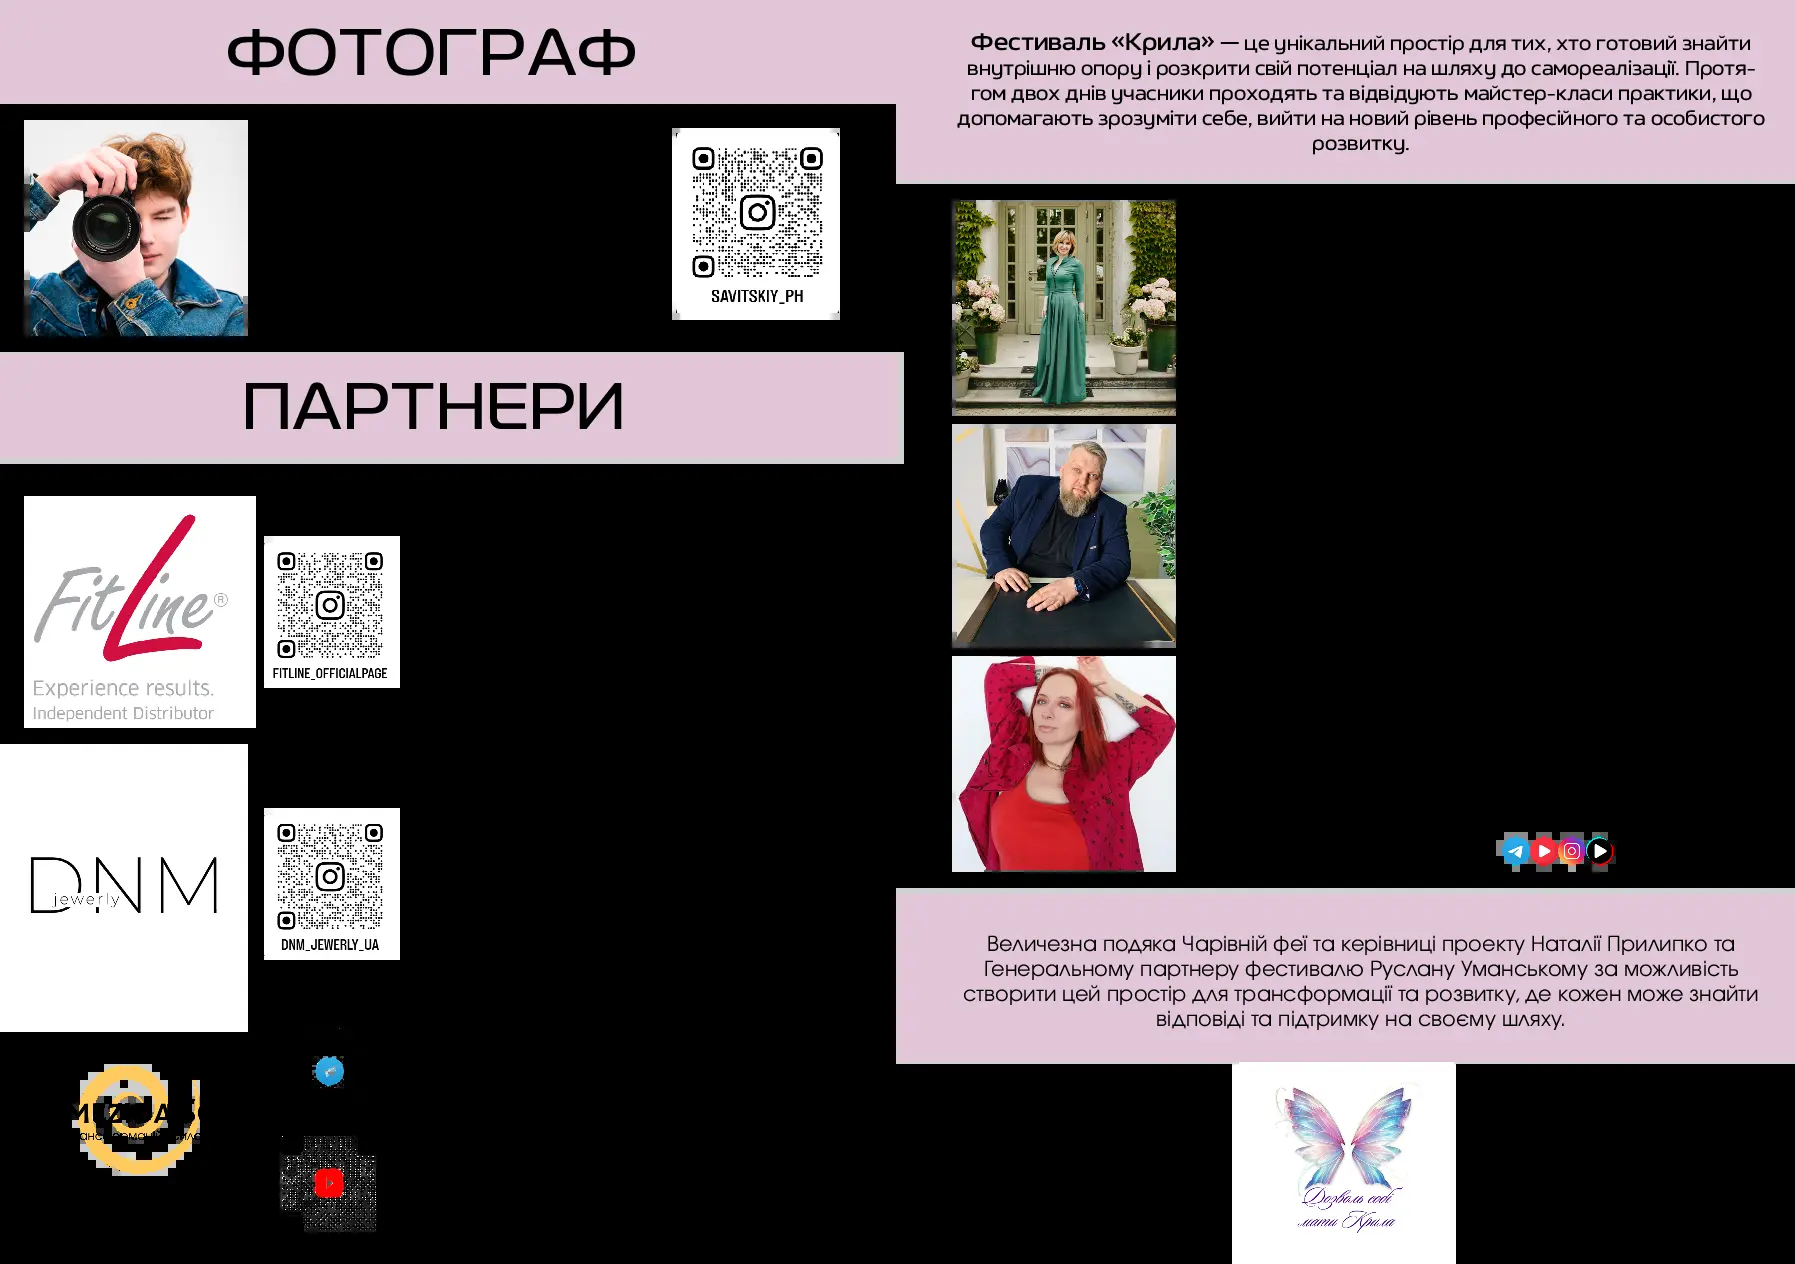 ФОТОГРАФ
SAVITSKIY_PH
ПАРТНЕРИ
FitLine®
Experience results.
Independent Distributor
FITLINE_OFFICIALPAGE
DNM
jewerly
DNM_JEWERLY_UA
Фестиваль «Крила» — це унікальний простір для тих, хто готовий знайти
внутрішню опору і розкрити свій потенціал на шляху до самореалізації. Протя-
гом двох днів учасники проходять та відвідують майстер-класи практики, що
допомагають зрозуміти себе, вийти на новий рівень професійного та особистого
розвитку.
Величезна подяка Чарівній феї та керівниці проекту Наталії Прилипко та
Генеральному партнеру фестивалю Руслану Уманському за можливість
створити цей простір для трансформації та розвитку, де кожен може знайти
відповіді та підтримку на своєму шляху.
Дозволь собі
мати Крила